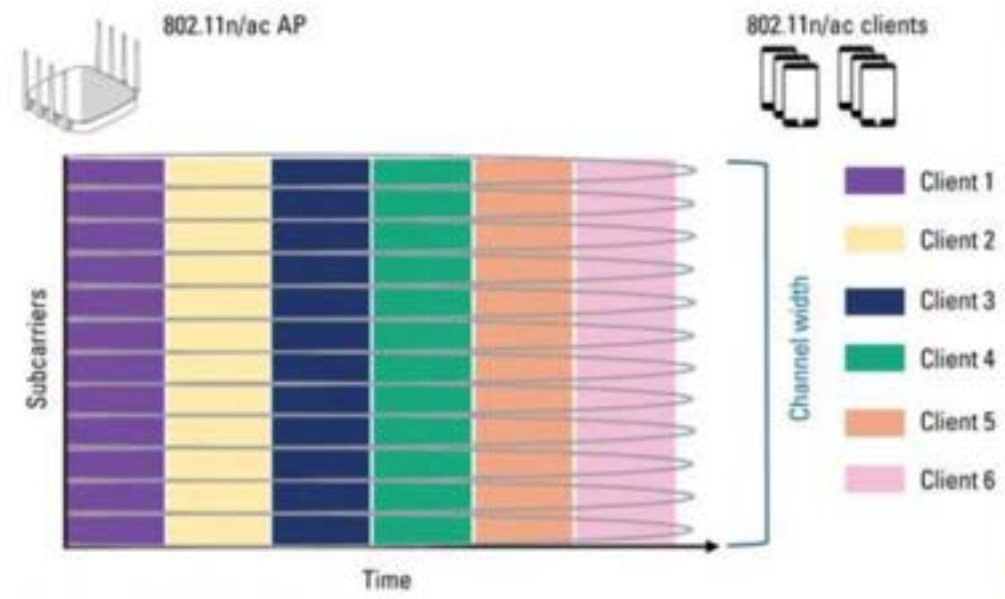 802.11n/ac AP
802.11n/ac clients
Subcarriers
Channel width
Client 1
Client 2
Client 3
Client 4
Client 5
Client 6
Time